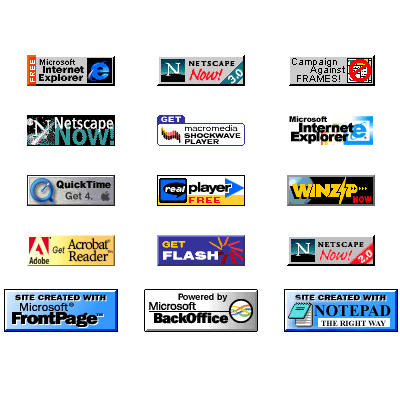 FREE
Microsoft
Internet
Explorer
NETSCAPE
Now! 3.0
Campaign
Against
FRAMES!
Netscape
NOW!
GET
macromedia
SHOCKWAVE
PLAYER
Microsoft
Internet
Explorer
QuickTime
Get 4.
real player
FREE
WINZIP
NOW
Adobe
Get Acrobat
Reader™
GET
FLASH
NETSCAPE
Now! 2.0
SITE CREATED WITH
Microsoft®
FrontPage™
Powered by
Microsoft
BackOffice
SITE CREATED WITH
NOTEPAD
THE RIGHT WAY